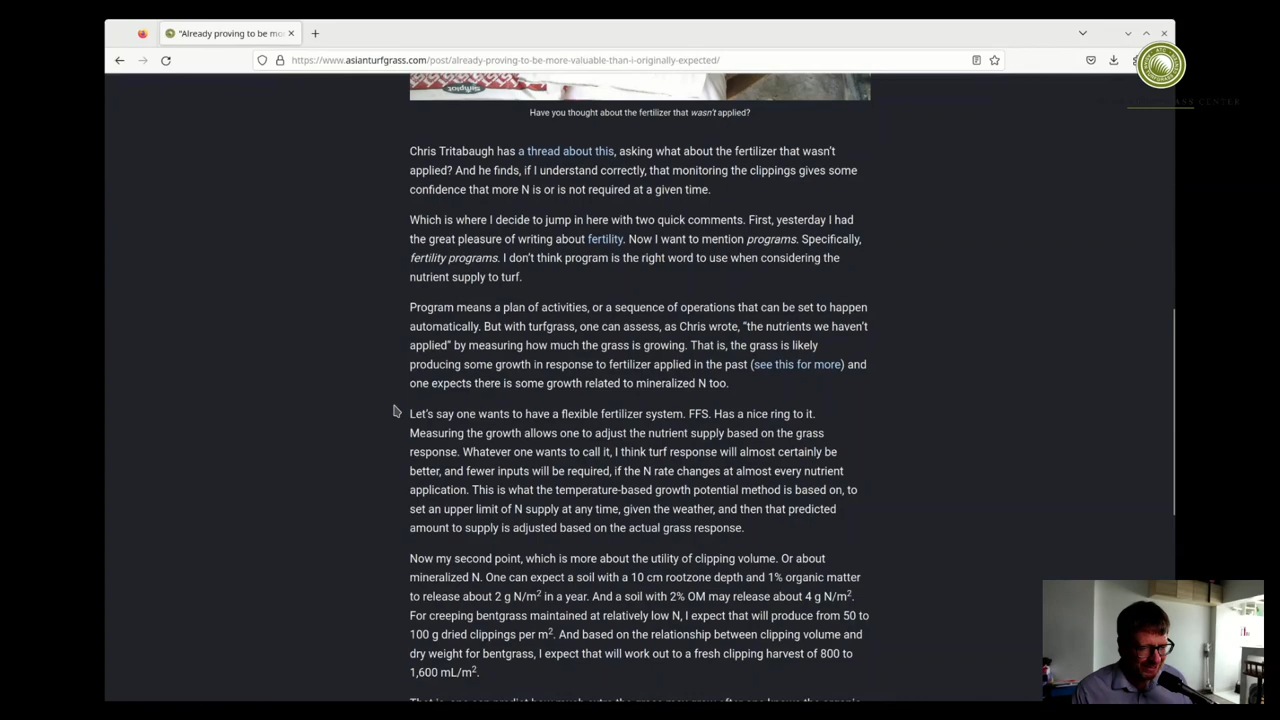 "Already proving to be mo
https://www.asianturfgrass.com/post/already-proving-to-be-more-valuable-than-i-originally-expected/
CENTER
Have you thought about the fertilizer that wasn't applied?
Chris Tritabaugh has a thread about this, asking what about the fertilizer that wasn't
applied? And he finds, if I understand correctly, that monitoring the clippings gives some
confidence that more N is or is not required at a given time.
Which is where I decide to jump in here with two quick comments. First, yesterday I had
the great pleasure of writing about fertility. Now I want to mention programs. Specifically,
fertility programs. I don't think program is the right word to use when considering the
nutrient supply to turf.
Program means a plan of activities, or a sequence of operations that can be set to happen
automatically. But with turfgrass, one can assess, as Chris wrote, "the nutrients we haven't
applied" by measuring how much the grass is growing. That is, the grass is likely
producing some growth in response to fertilizer applied in the past (see this for more) and
one expects there is some growth related to mineralized N too.
Let's say one wants to have a flexible fertilizer system. FFS. Has a nice ring to it.
Measuring the growth allows one to adjust the nutrient supply based on the grass
response. Whatever one wants to call it, I think turf response will almost certainly be
better, and fewer inputs will be required, if the N rate changes at almost every nutrient
application. This is what the temperature-based growth potential method is based on, to
set an upper limit of N supply at any time, given the weather, and then that predicted
amount to supply is adjusted based on the actual grass response.
Now my second point, which is more about the utility of clipping volume. Or about
mineralized N. One can expect a soil with a 10 cm rootzone depth and 1% organic matter
to release about 2 g N/m² in a year. And a soil with 2% OM may release about 4 g N/m².
For creeping bentgrass maintained at relatively low N, I expect that will produce from 50 to
100 g dried clippings per m². And based on the relationship between clipping volume and
dry weight for bentgrass, I expect that will work out to a fresh clipping harvest of 800 to
1,600 mL/m².